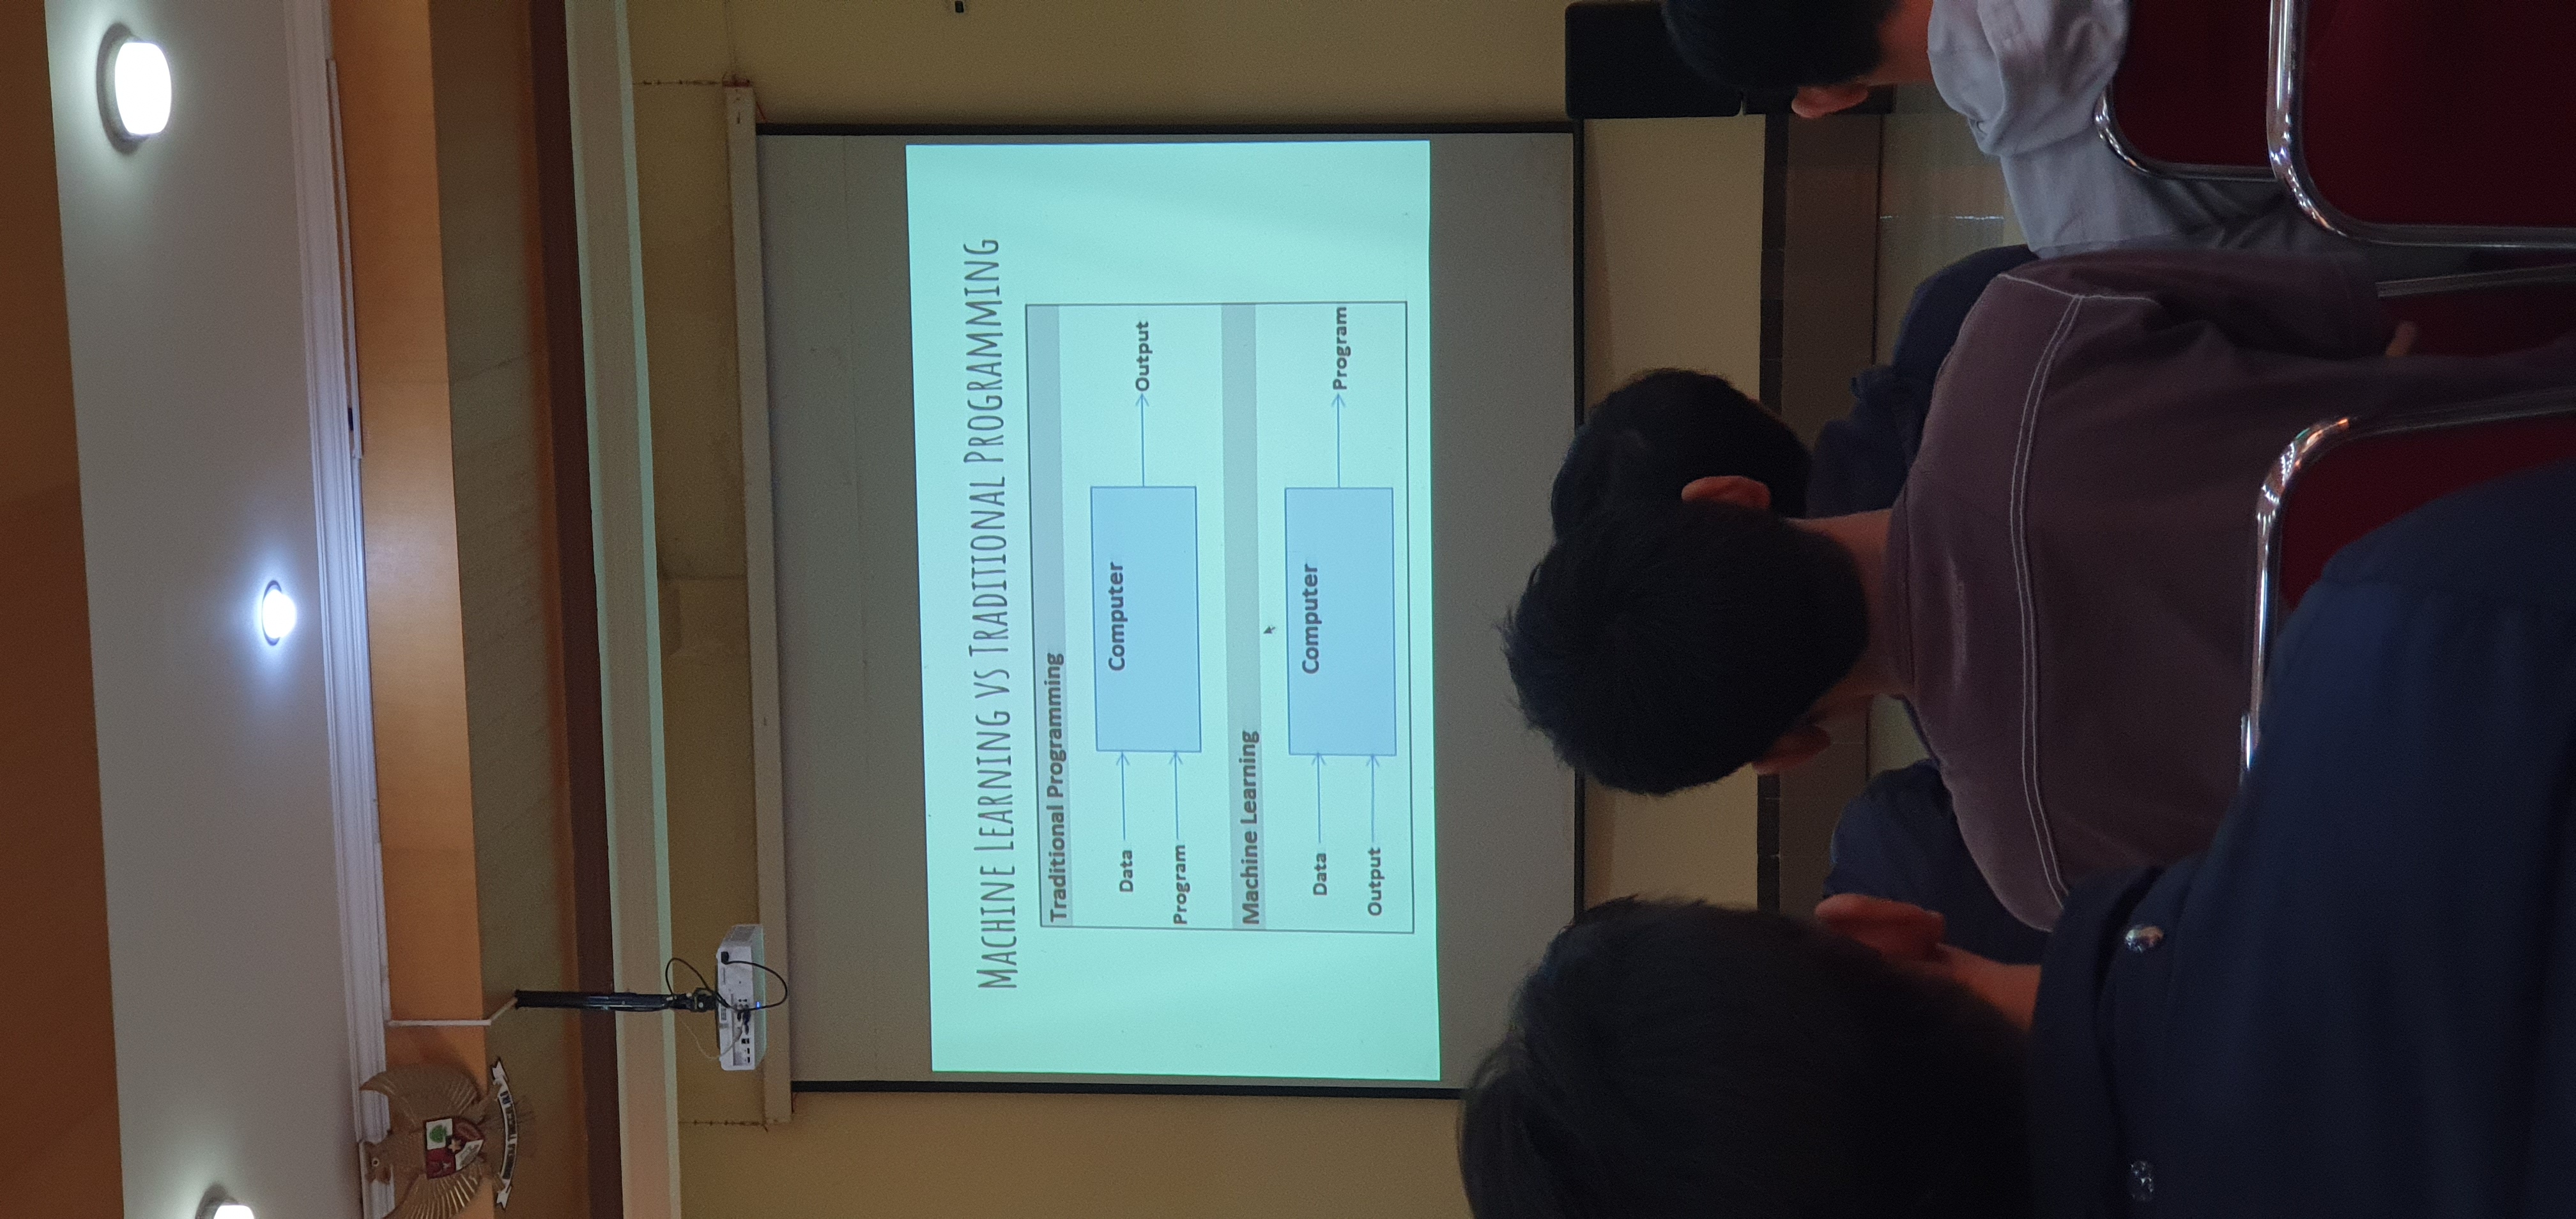 BHINNEKA TUNGGAL IKA
MACHINE LEARNING VS TRADITIONAL PROGRAMMING
Traditional Programming
Data
Computer
Output
Program
Machine Learning
Data
Computer
Program
Output